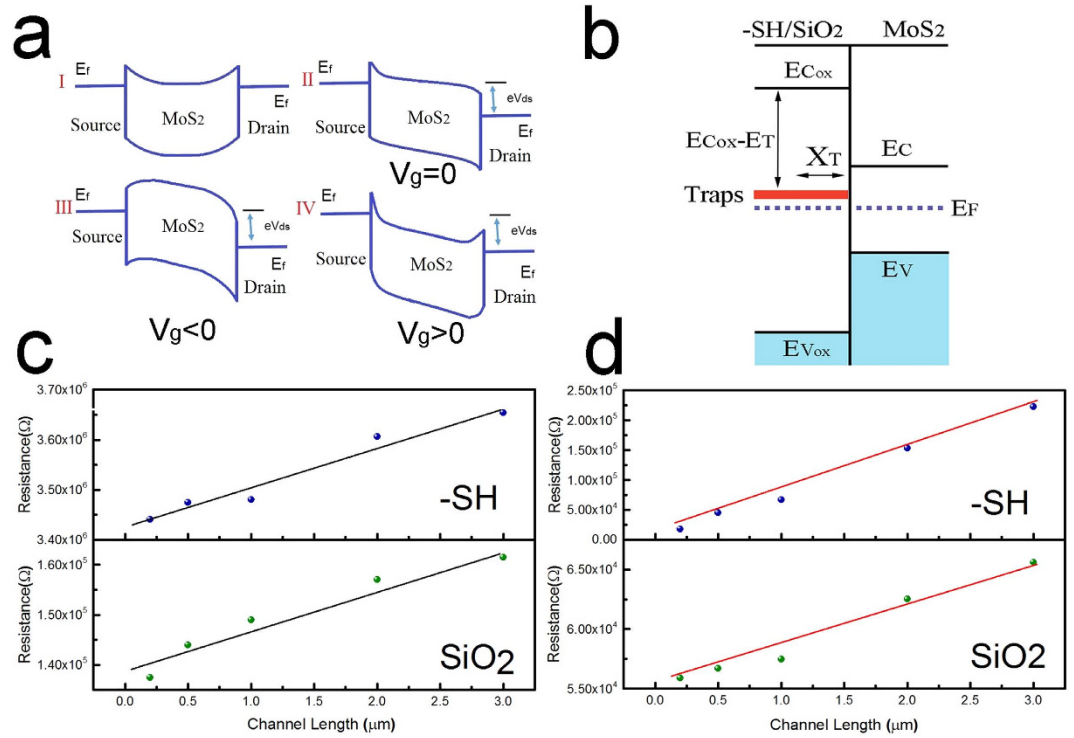 a
I
Ef
MoS2
Source
Ef
Drain
II
Ef
MoS2
eVds
Source
Ef
Drain
Vg=0
III
Ef
MoS2
eVds
Source
Ef
Drain
Vg<0
IV
Ef
MoS2
eVds
Source
Ef
Drain
Vg>0
b
-SH/SiO2 MoS2
ECox
ECox-ET
XT
EC
Traps
EF
EV
EVox
c
Resistance(Ω)
3.70x10⁶
3.60x10⁶
3.50x10⁶
3.40x10⁶
-SH
Resistance(Ω)
1.60x10⁵
1.50x10⁵
1.40x10⁵
SiO2
0.0 0.5 1.0 1.5 2.0 2.5 3.0
Channel Length (μm)
d
Resistance(Ω)
2.50x10⁵
2.00x10⁵
1.50x10⁵
1.00x10⁵
5.00x10⁴
0.00
-SH
Resistance(Ω)
6.50x10⁴
6.00x10⁴
5.50x10⁴
SiO2
0.0 0.5 1.0 1.5 2.0 2.5 3.0
Channel Length (μm)